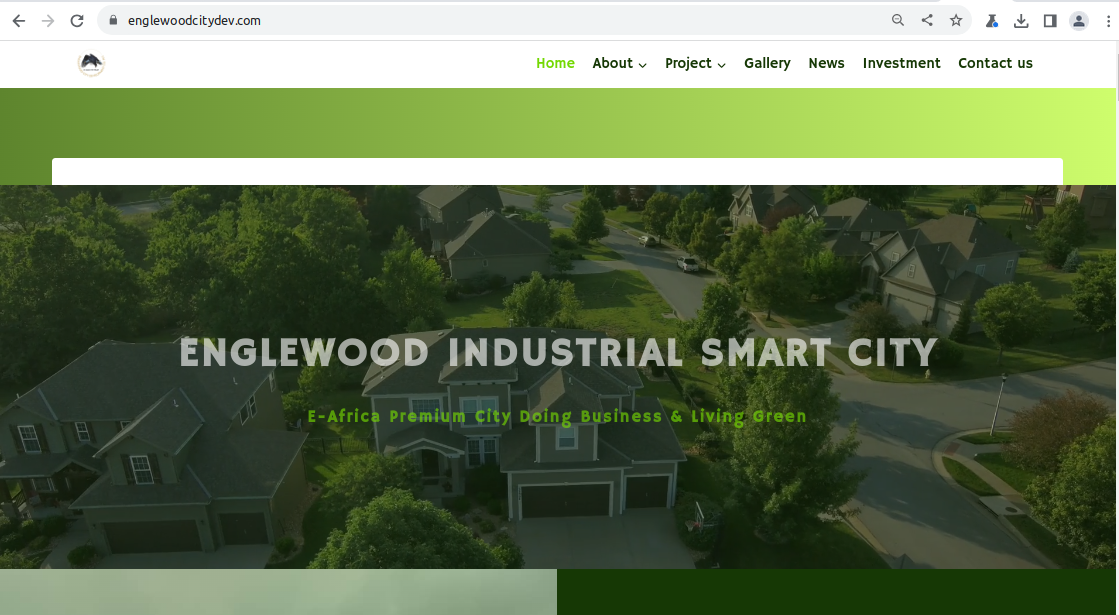 englewoodcitydev.com
Home About Project Gallery News Investment Contact us
ENGLEWOOD INDUSTRIAL SMART CITY
E-Africa Premium City Doing Business & Living Green